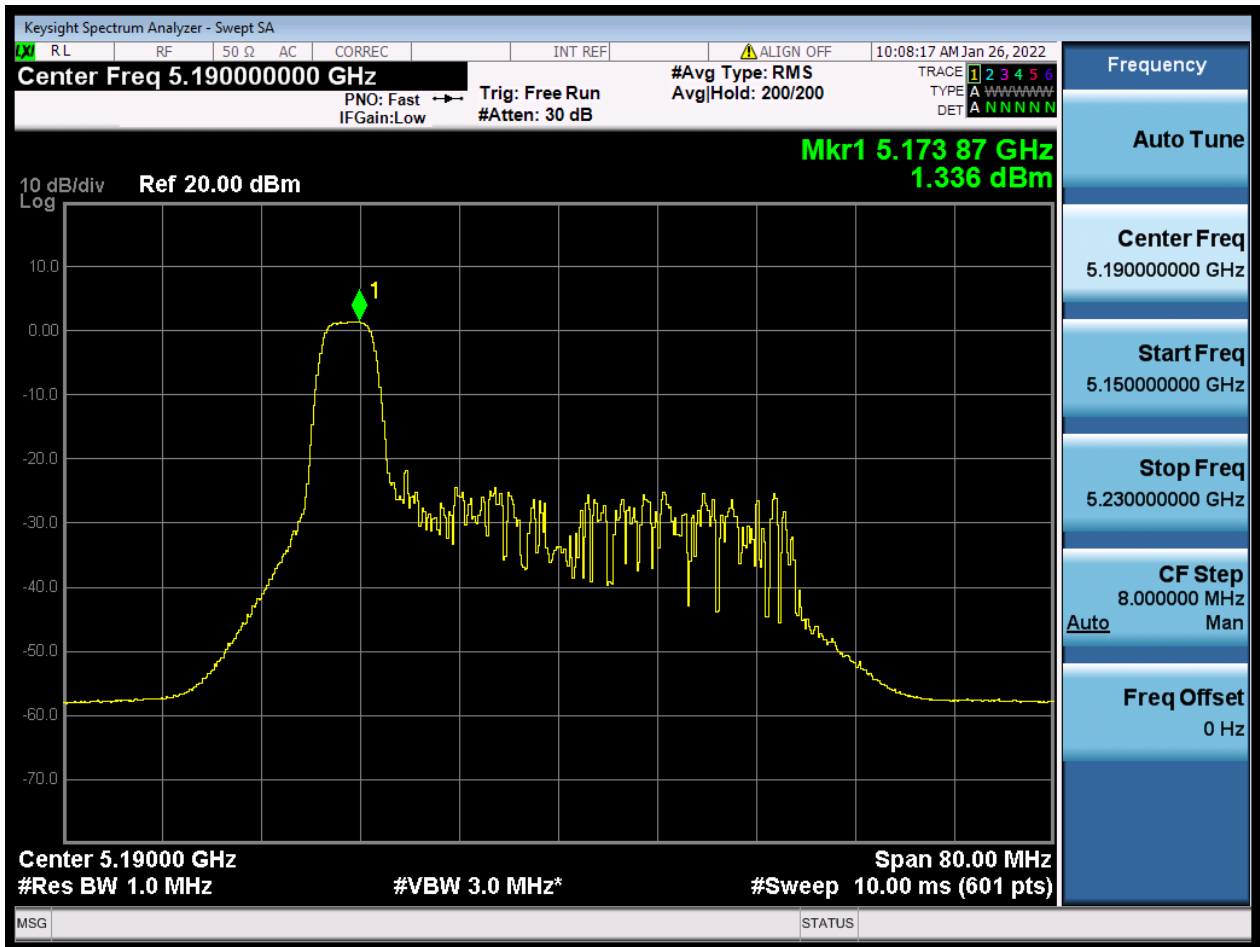 Keysight Spectrum Analyzer - Swept SA
LXI RL RF 50 Ω AC CORREC INT REF ALIGN OFF 10:08:17 AM Jan 26, 2022
Center Freq 5.190000000 GHz
PNO: Fast
IFGain:Low
Trig: Free Run
#Atten: 30 dB
#Avg Type: RMS
Avg|Hold: 200/200
TRACE 1 2 3 4 5 6
TYPE A WWWWW
DET A N N N N N
Mkr1 5.173 87 GHz
1.336 dBm
10 dB/div Ref 20.00 dBm
Log
1
10.0
0.00
-10.0
-20.0
-30.0
-40.0
-50.0
-60.0
-70.0
Center 5.19000 GHz Span 80.00 MHz
#Res BW 1.0 MHz #VBW 3.0 MHz* #Sweep 10.00 ms (601 pts)
MSG STATUS
Frequency
Auto Tune
Center Freq
5.190000000 GHz
Start Freq
5.150000000 GHz
Stop Freq
5.230000000 GHz
CF Step
8.000000 MHz
Auto Man
Freq Offset
0 Hz